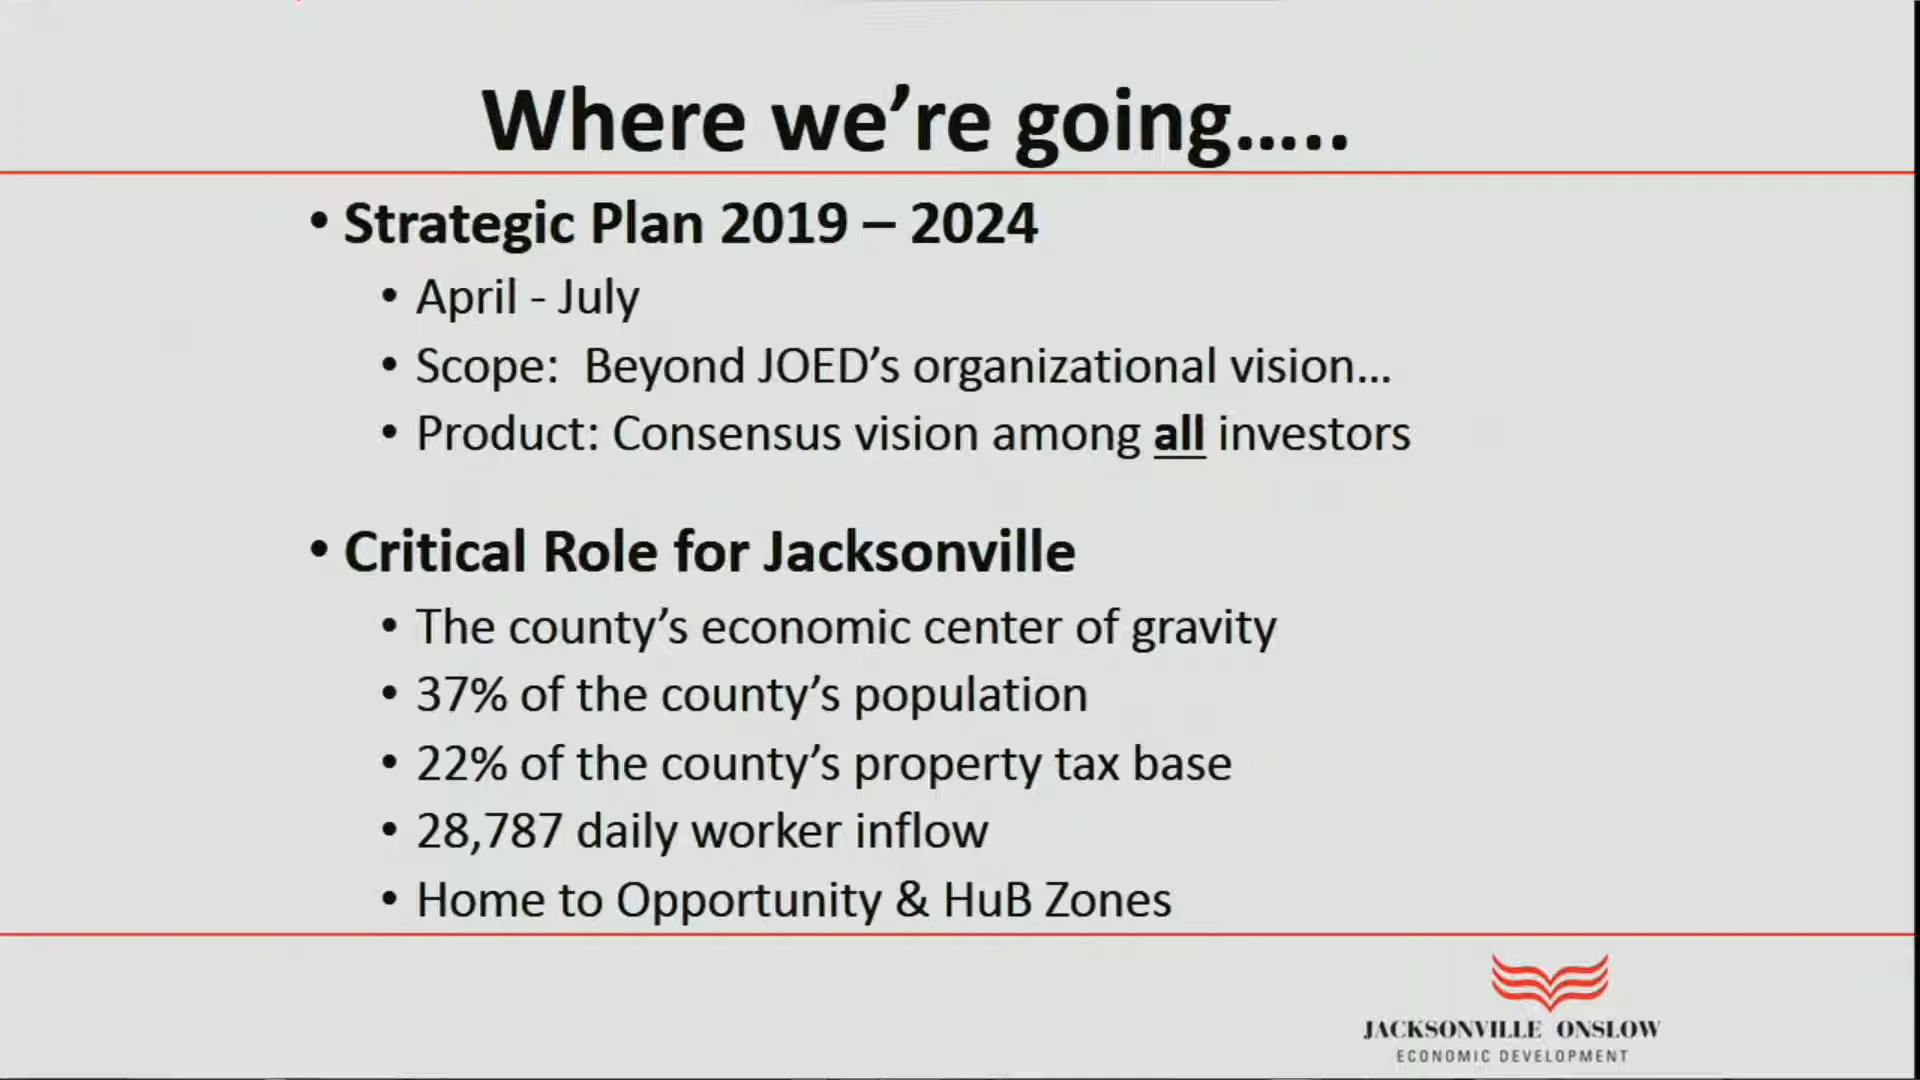 Where we’re going.....
• Strategic Plan 2019 – 2024
• April - July
• Scope:  Beyond JOED’s organizational vision...
• Product: Consensus vision among all investors
• Critical Role for Jacksonville
• The county’s economic center of gravity
• 37% of the county’s population
• 22% of the county’s property tax base
• 28,787 daily worker inflow
• Home to Opportunity & HuB Zones
JACKSONVILLE ONSLOW
ECONOMIC DEVELOPMENT